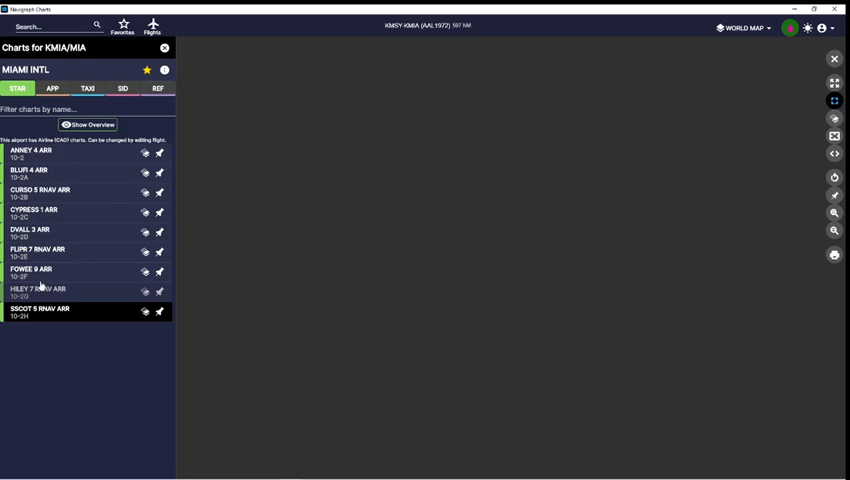 Navigraph Charts
Search...
Favorites
Flights
KMSY-KMIA (AAL1972) 597 NM
WORLD MAP
Charts for KMIA/MIA
MIAMI INTL
STAR APP TAXI SID REF
Filter charts by name...
Show Overview
This airport has Airline (CAO) charts. Can be changed by editing flight.
ANNEY 4 ARR
10-2
BLUFI 4 ARR
10-2A
CURSO 5 RNAV ARR
10-2B
CYPRESS 1 ARR
10-2C
DVALL 3 ARR
10-2D
FLIPR 7 RNAV ARR
10-2E
FOWEE 9 ARR
10-2F
HILEY 7 RNAV ARR
10-2G
SSCOT 5 RNAV ARR
10-2H